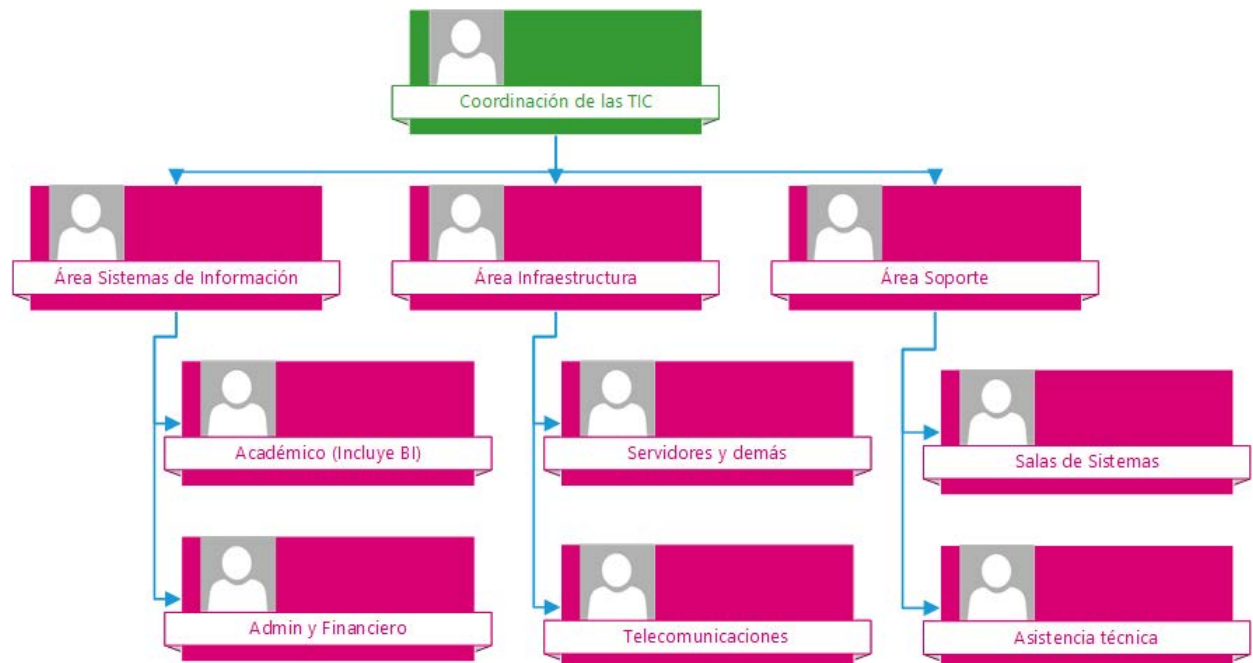 Coordinación de las TIC
Área Sistemas de Información
Área Infraestructura
Área Soporte
Académico (Incluye BI)
Servidores y demás
Salas de Sistemas
Admin y Financiero
Telecomunicaciones
Asistencia técnica